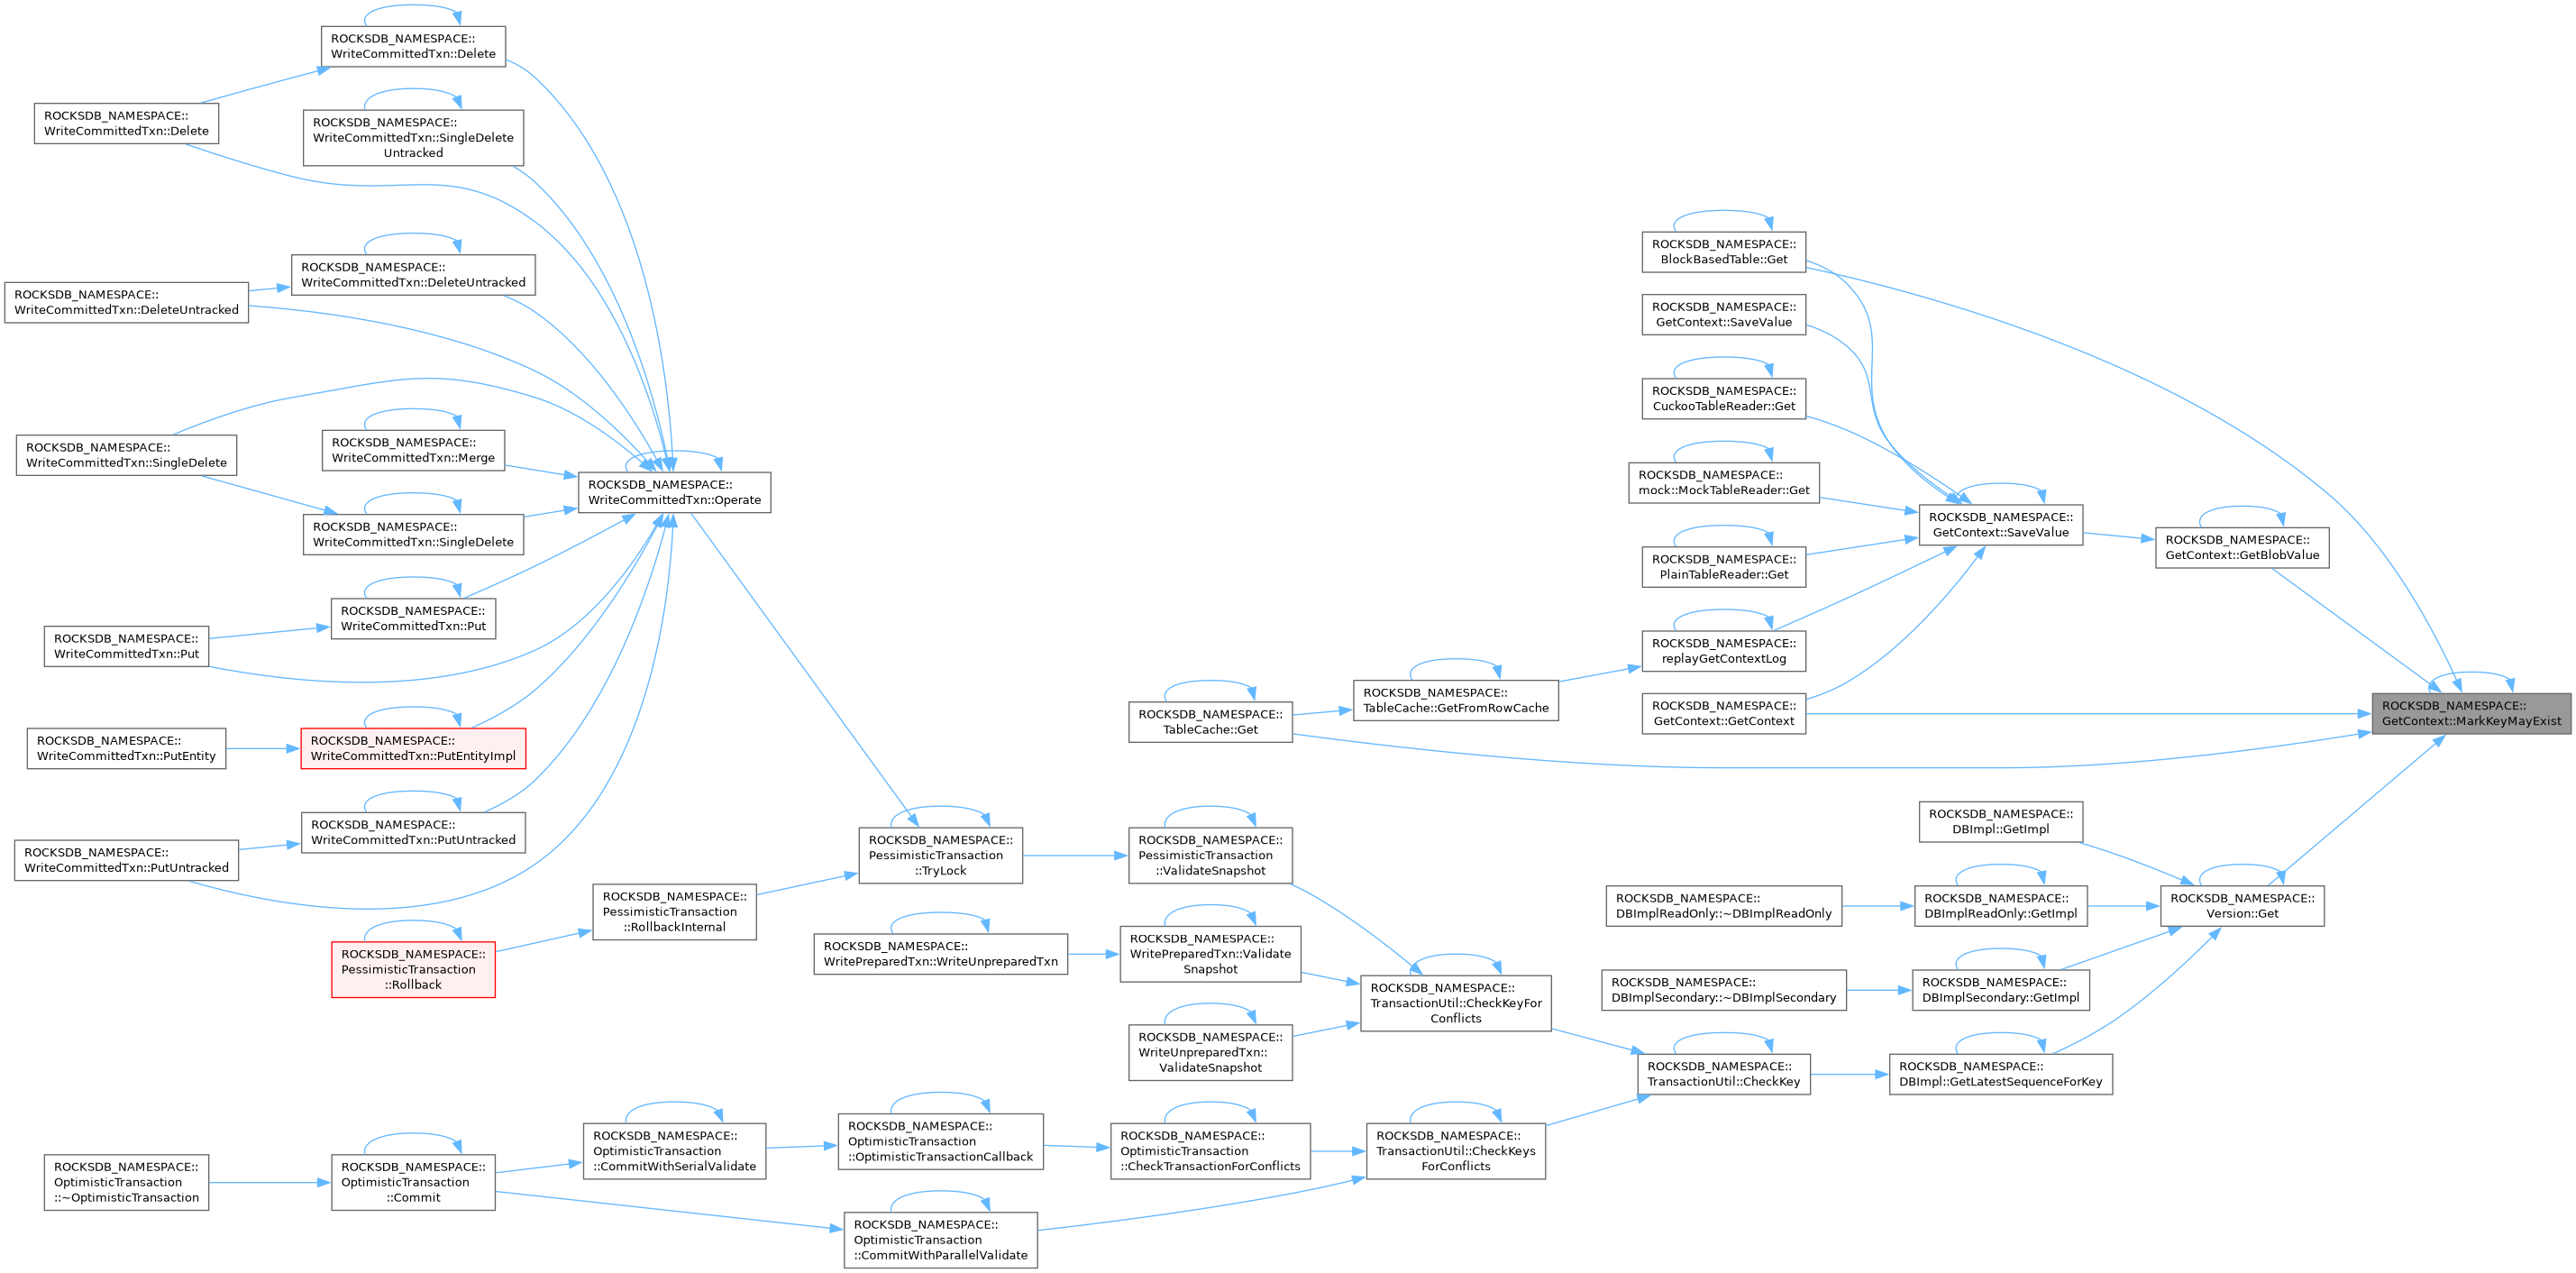 ROCKSDB_NAMESPACE::
WriteCommittedTxn::Delete
ROCKSDB_NAMESPACE::
WriteCommittedTxn::Delete
ROCKSDB_NAMESPACE::
WriteCommittedTxn::SingleDelete
Untracked
ROCKSDB_NAMESPACE::
WriteCommittedTxn::DeleteUntracked
ROCKSDB_NAMESPACE::
WriteCommittedTxn::DeleteUntracked
ROCKSDB_NAMESPACE::
WriteCommittedTxn::SingleDelete
ROCKSDB_NAMESPACE::
WriteCommittedTxn::Merge
ROCKSDB_NAMESPACE::
WriteCommittedTxn::SingleDelete
ROCKSDB_NAMESPACE::
WriteCommittedTxn::Put
ROCKSDB_NAMESPACE::
WriteCommittedTxn::Put
ROCKSDB_NAMESPACE::
WriteCommittedTxn::PutEntity
ROCKSDB_NAMESPACE::
WriteCommittedTxn::PutEntityImpl
ROCKSDB_NAMESPACE::
WriteCommittedTxn::PutUntracked
ROCKSDB_NAMESPACE::
WriteCommittedTxn::PutUntracked
ROCKSDB_NAMESPACE::
PessimisticTransaction
::Rollback
ROCKSDB_NAMESPACE::
WriteCommittedTxn::Operate
ROCKSDB_NAMESPACE::
PessimisticTransaction
::RollbackInternal
ROCKSDB_NAMESPACE::
PessimisticTransaction
::TryLock
ROCKSDB_NAMESPACE::
WritePreparedTxn::WriteUnpreparedTxn
ROCKSDB_NAMESPACE::
PessimisticTransaction
::ValidateSnapshot
ROCKSDB_NAMESPACE::
WritePreparedTxn::Validate
Snapshot
ROCKSDB_NAMESPACE::
WriteUnpreparedTxn::
ValidateSnapshot
ROCKSDB_NAMESPACE::
TransactionUtil::CheckKeyFor
Conflicts
ROCKSDB_NAMESPACE::
OptimisticTransaction
::~OptimisticTransaction
ROCKSDB_NAMESPACE::
OptimisticTransaction
::Commit
ROCKSDB_NAMESPACE::
OptimisticTransaction
::CommitWithSerialValidate
ROCKSDB_NAMESPACE::
OptimisticTransaction
::OptimisticTransactionCallback
ROCKSDB_NAMESPACE::
OptimisticTransaction
::CommitWithParallelValidate
ROCKSDB_NAMESPACE::
OptimisticTransaction
::CheckTransactionForConflicts
ROCKSDB_NAMESPACE::
TransactionUtil::CheckKeys
ForConflicts
ROCKSDB_NAMESPACE::
TransactionUtil::CheckKey
ROCKSDB_NAMESPACE::
DBImpl::GetLatestSequenceForKey
ROCKSDB_NAMESPACE::
BlockBasedTable::Get
ROCKSDB_NAMESPACE::
GetContext::SaveValue
ROCKSDB_NAMESPACE::
CuckooTableReader::Get
ROCKSDB_NAMESPACE::
mock::MockTableReader::Get
ROCKSDB_NAMESPACE::
PlainTableReader::Get
ROCKSDB_NAMESPACE::
replayGetContextLog
ROCKSDB_NAMESPACE::
GetContext::GetContext
ROCKSDB_NAMESPACE::
TableCache::GetFromRowCache
ROCKSDB_NAMESPACE::
TableCache::Get
ROCKSDB_NAMESPACE::
GetContext::SaveValue
ROCKSDB_NAMESPACE::
GetContext::GetBlobValue
ROCKSDB_NAMESPACE::
GetContext::MarkKeyMayExist
ROCKSDB_NAMESPACE::
DBImpl::GetImpl
ROCKSDB_NAMESPACE::
DBImplReadOnly::~DBImplReadOnly
ROCKSDB_NAMESPACE::
DBImplReadOnly::GetImpl
ROCKSDB_NAMESPACE::
Version::Get
ROCKSDB_NAMESPACE::
DBImplSecondary::~DBImplSecondary
ROCKSDB_NAMESPACE::
DBImplSecondary::GetImpl